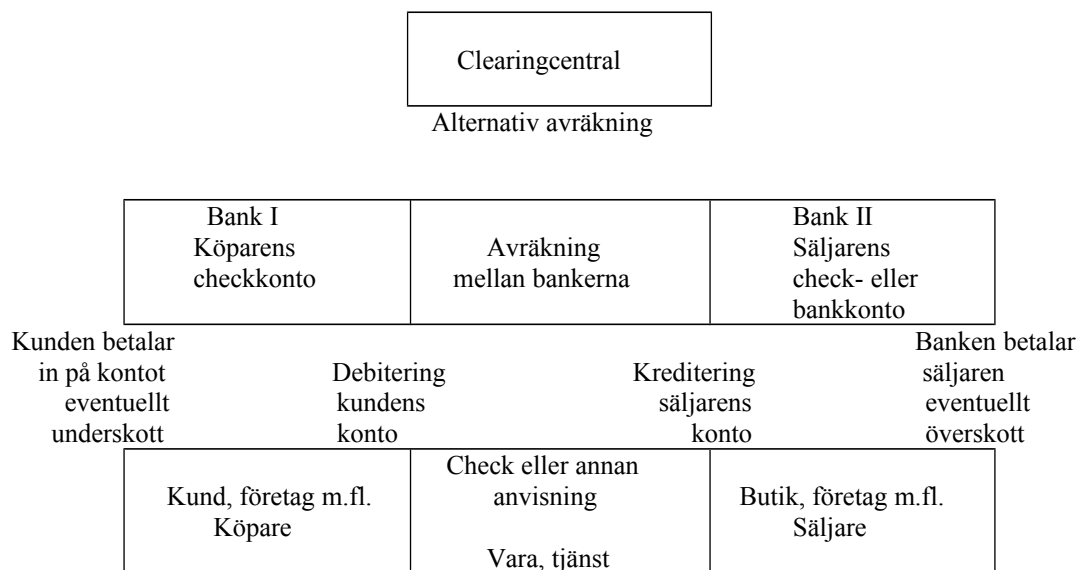 Clearingcentral
Alternativ avräkning
Bank I
Köparens
checkkonto
Avräkning
mellan bankerna
Bank II
Säljarens
check- eller
bankkonto
Kunden betalar
in på kontot
eventuellt
underskott
Debitering
kundens
konto
Kreditering
säljarens
konto
Banken betalar
säljaren
eventuellt
överskott
Kund, företag m.fl.
Köpare
Check eller annan
anvisning
Vara, tjänst
Butik, företag m.fl.
Säljare